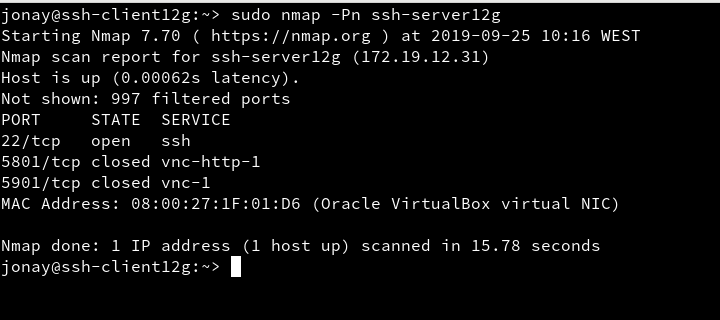 jonay@ssh-client12g:~> sudo nmap -Pn ssh-server12g
Starting Nmap 7.70 ( https://nmap.org ) at 2019-09-25 10:16 WEST
Nmap scan report for ssh-server12g (172.19.12.31)
Host is up (0.00062s latency).
Not shown: 997 filtered ports
PORT     STATE  SERVICE
22/tcp   open   ssh
5801/tcp closed vnc-http-1
5901/tcp closed vnc-1
MAC Address: 08:00:27:1F:01:D6 (Oracle VirtualBox virtual NIC)
Nmap done: 1 IP address (1 host up) scanned in 15.78 seconds
jonay@ssh-client12g:~>